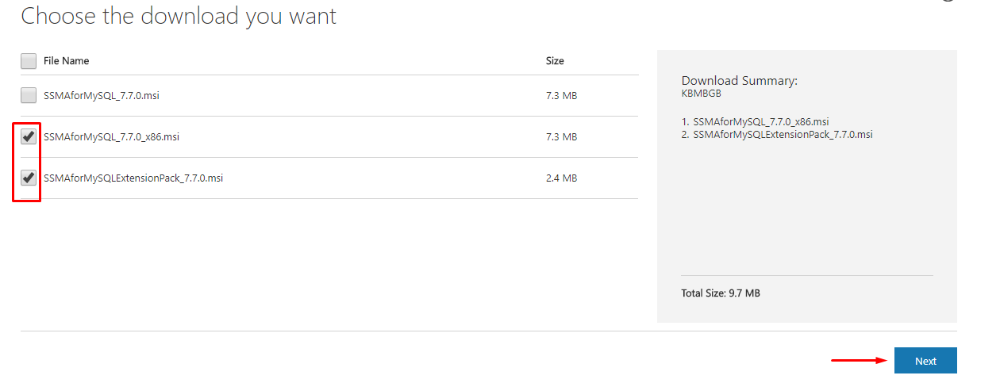 Choose the download you want
File Name Size
SSMAforMySQL_7.7.0.msi 7.3 MB
SSMAforMySQL_7.7.0_x86.msi 7.3 MB
SSMAforMySQLExtensionPack_7.7.0.msi 2.4 MB
Download Summary:
KBMBGB
1. SSMAforMySQL_7.7.0_x86.msi
2. SSMAforMySQLExtensionPack_7.7.0.msi
Total Size: 9.7 MB
Next